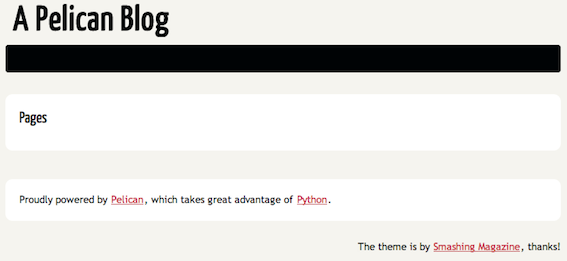 A Pelican Blog
Pages
Proudly powered by Pelican, which takes great advantage of Python.
The theme is by Smashing Magazine, thanks!